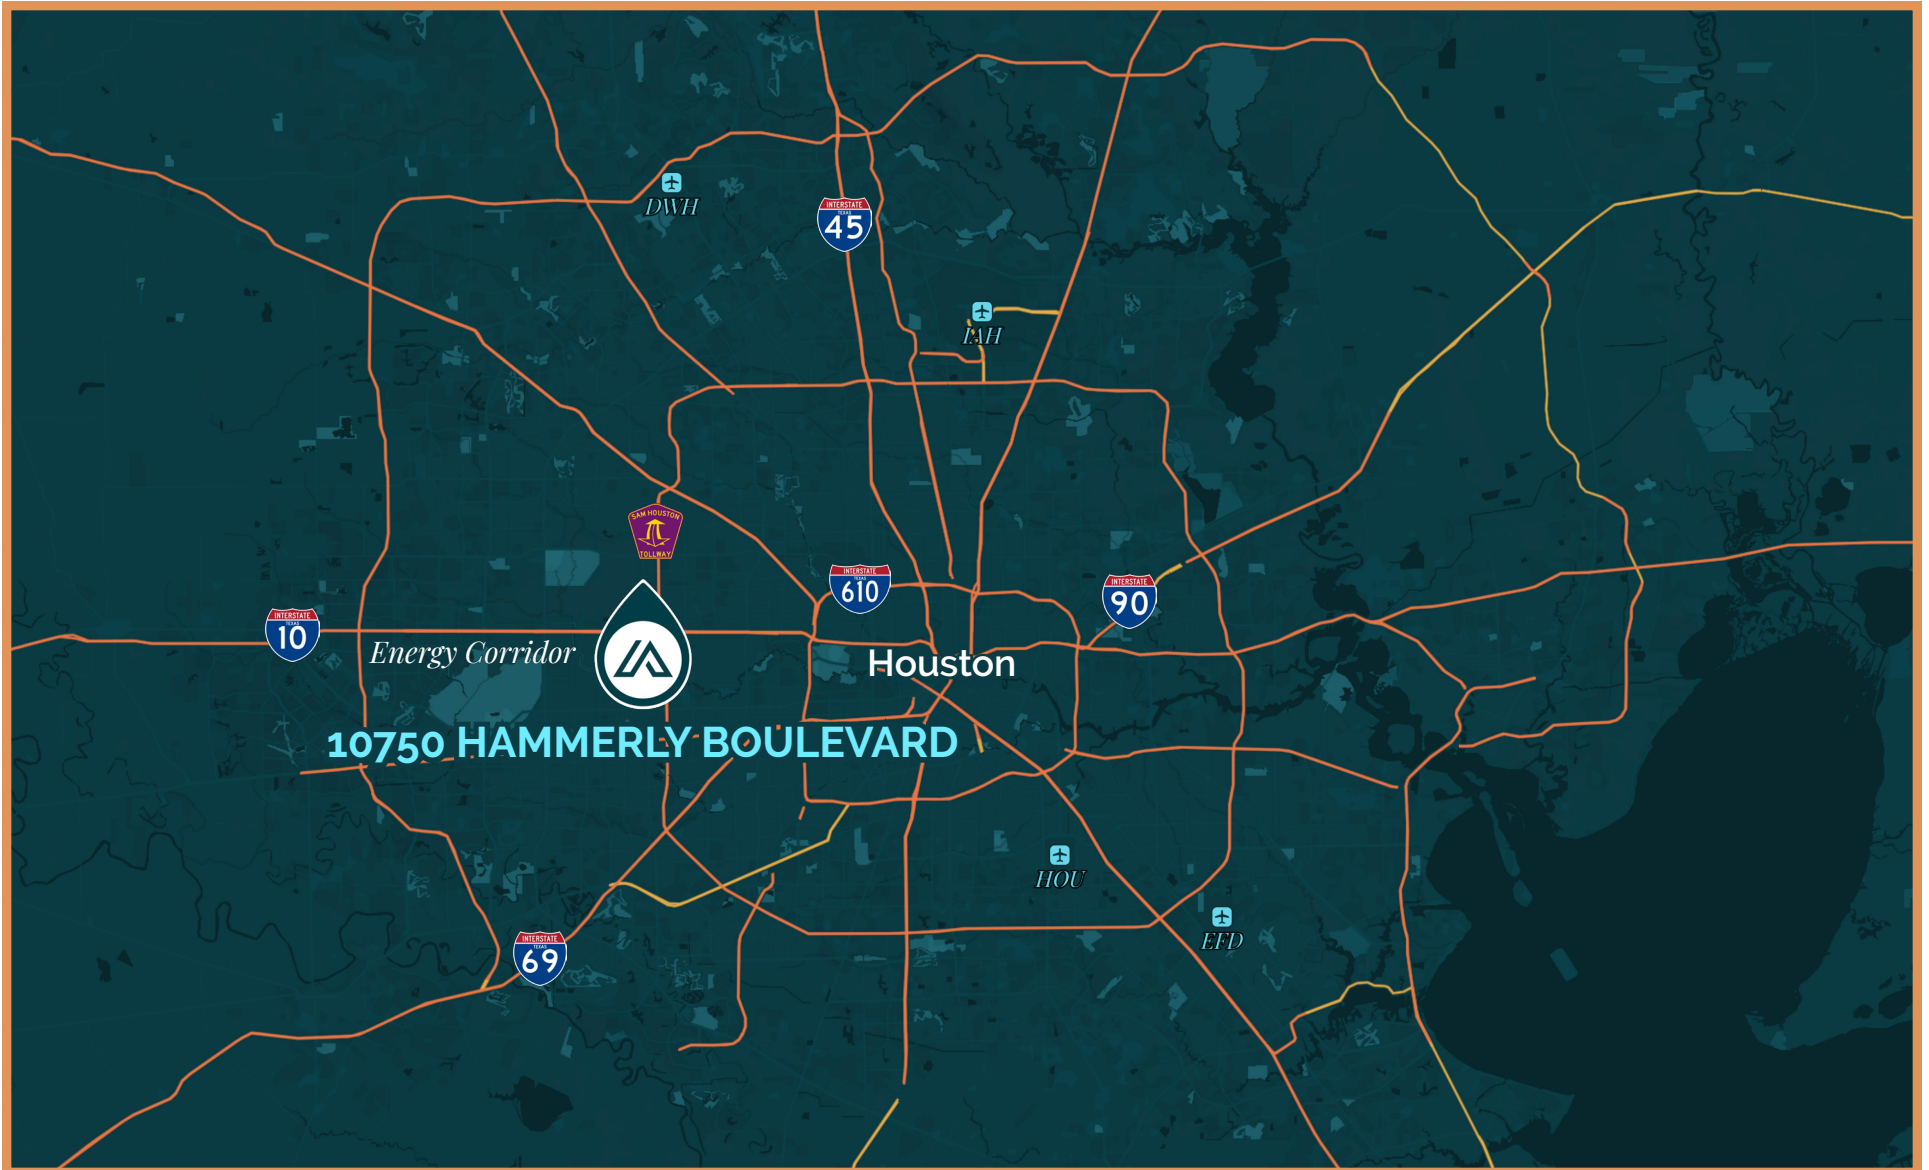 DWH
INTERSTATE
TEXAS
45
IAH
SAM HOUSTON
TOLLWAY
INTERSTATE
TEXAS
610
INTERSTATE
TEXAS
90
INTERSTATE
TEXAS
10
Energy Corridor
Houston
10750 HAMMERLY BOULEVARD
HOU
EFD
INTERSTATE
TEXAS
69